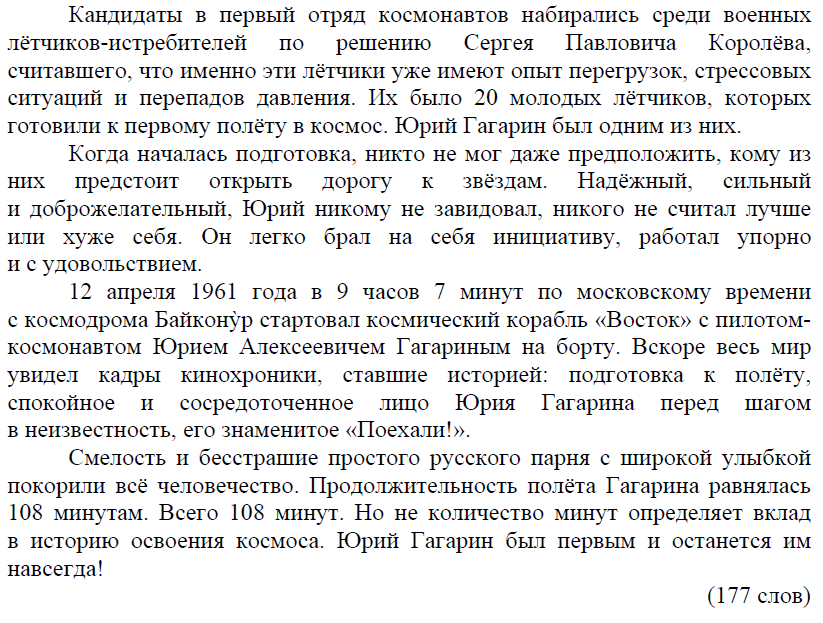 Кандидаты в первый отряд космонавтов набирались среди военных
лётчиков-истребителей по решению Сергея Павловича Королёва,
считавшего, что именно эти лётчики уже имеют опыт перегрузок, стрессовых
ситуаций и перепадов давления. Их было 20 молодых лётчиков, которых
готовили к первому полёту в космос. Юрий Гагарин был одним из них.
Когда началась подготовка, никто не мог даже предположить, кому из
них предстоит открыть дорогу к звёздам. Надёжный, сильный
и доброжелательный, Юрий никому не завидовал, никого не считал лучше
или хуже себя. Он легко брал на себя инициативу, работал упорно
и с удовольствием.
12 апреля 1961 года в 9 часов 7 минут по московскому времени
с космодрома Байкону̀р стартовал космический корабль «Восток» с пилотом-
космонавтом Юрием Алексеевичем Гагариным на борту. Вскоре весь мир
увидел кадры кинохроники, ставшие историей: подготовка к полёту,
спокойное и сосредоточенное лицо Юрия Гагарина перед шагом
в неизвестность, его знаменитое «Поехали!».
Смелость и бесстрашие простого русского парня с широкой улыбкой
покорили всё человечество. Продолжительность полёта Гагарина равнялась
108 минутам. Всего 108 минут. Но не количество минут определяет вклад
в историю освоения космоса. Юрий Гагарин был первым и останется им
навсегда!
(177 слов)